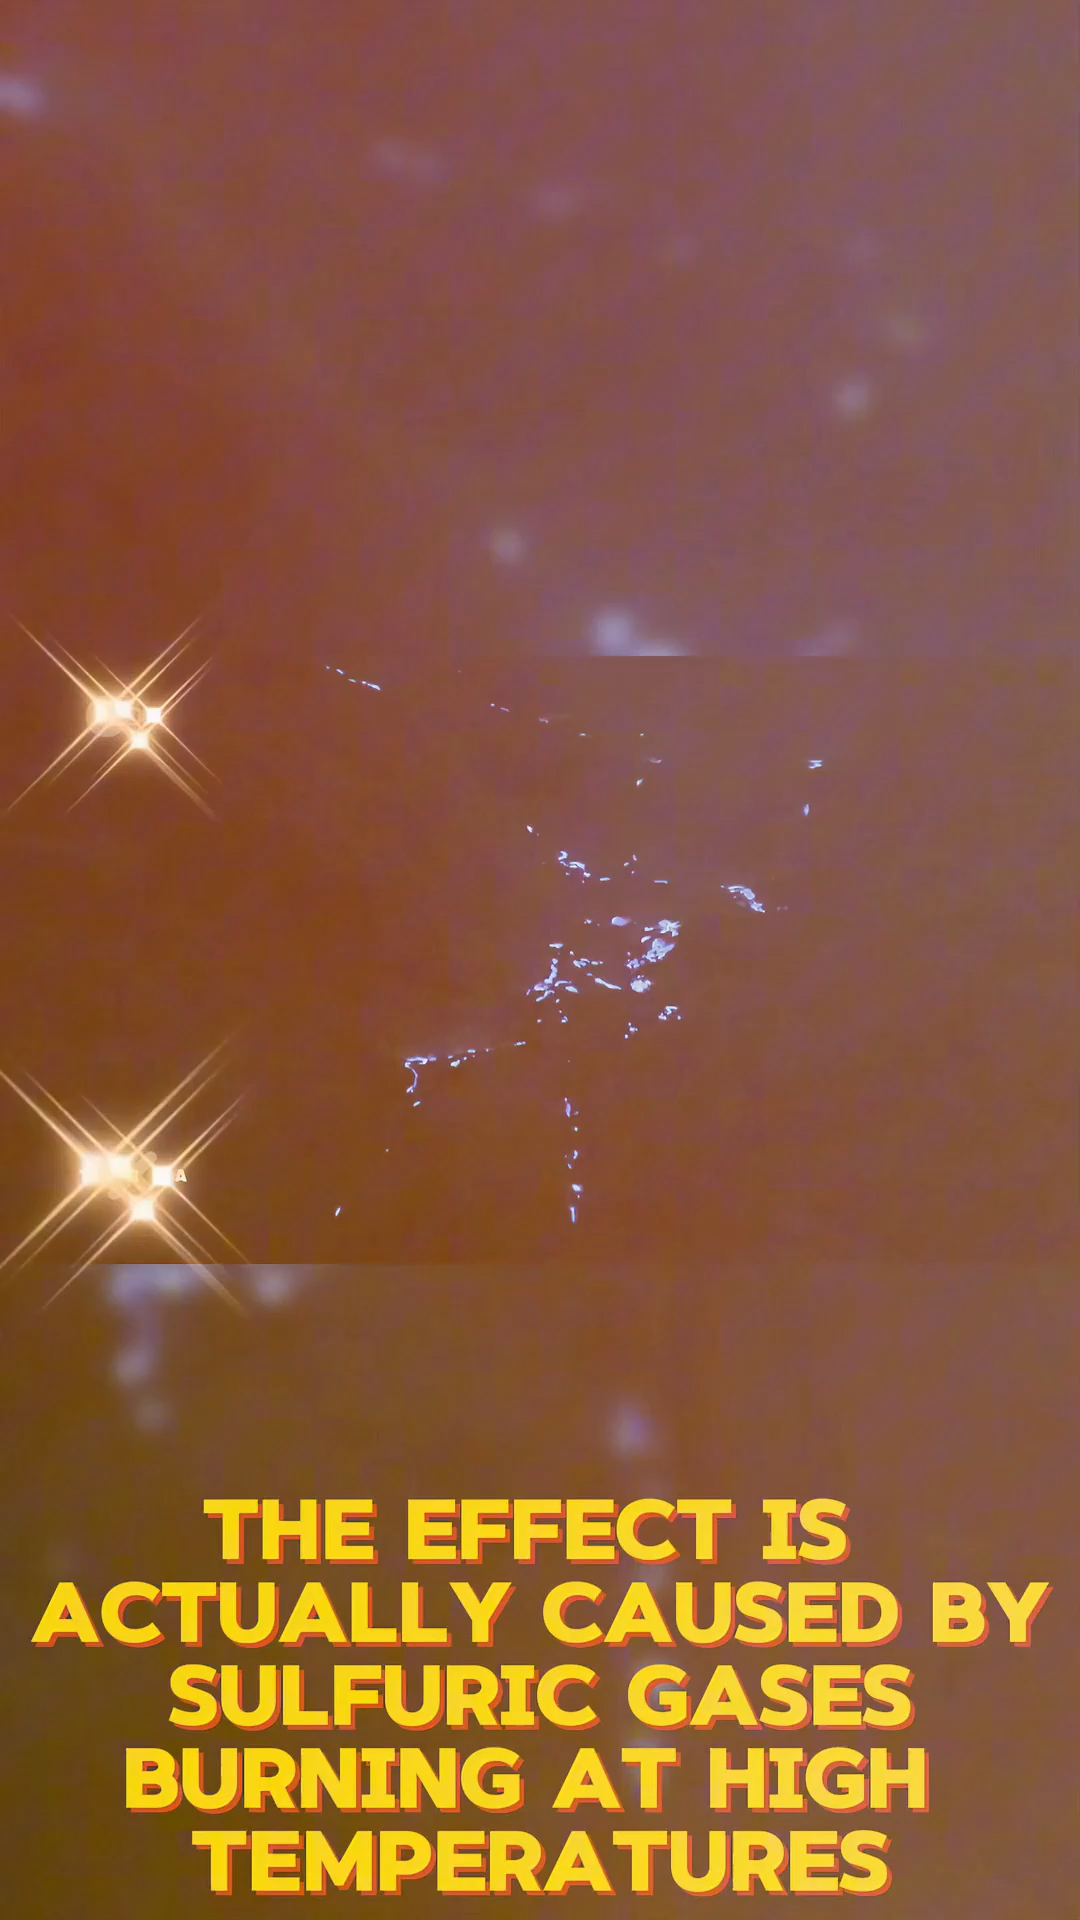 THE EFFECT IS
ACTUALLY CAUSED BY
SULFURIC GASES
BURNING AT HIGH
TEMPERATURES